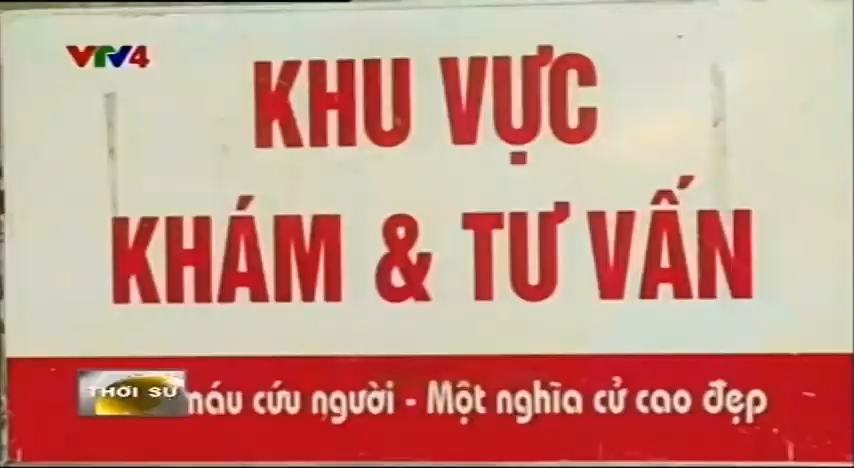 VTV4
KHU VỰC
KHÁM & TƯ VẤN
THỜI SỰ
máu cứu người - Một nghĩa cử cao đẹp